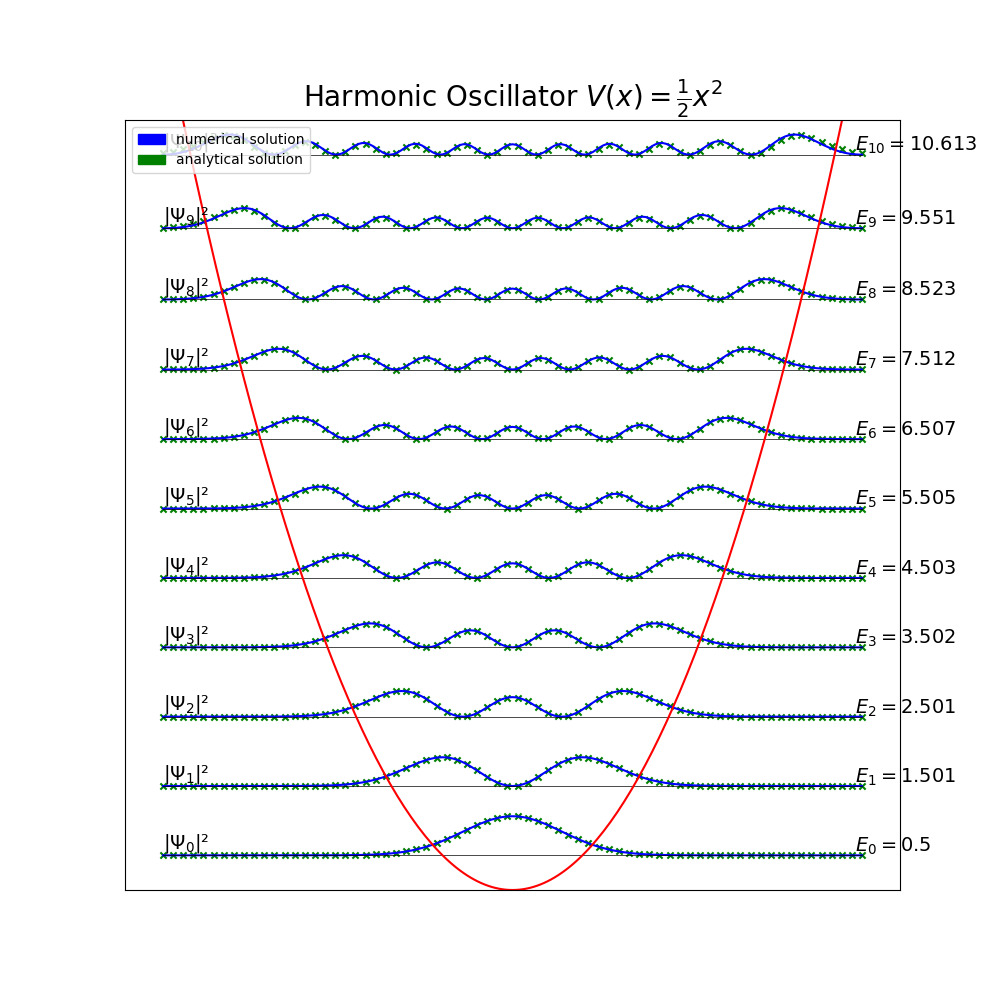 Harmonic Oscillator $V(x) = \frac{1}{2}x^2$
numerical solution
analytical solution
E₁₀ = 10.613
|Ψ₉|² E₉ = 9.551
|Ψ₈|² E₈ = 8.523
|Ψ₇|² E₇ = 7.512
|Ψ₆|² E₆ = 6.507
|Ψ₅|² E₅ = 5.505
|Ψ₄|² E₄ = 4.503
|Ψ₃|² E₃ = 3.502
|Ψ₂|² E₂ = 2.501
|Ψ₁|² E₁ = 1.501
|Ψ₀|² E₀ = 0.5